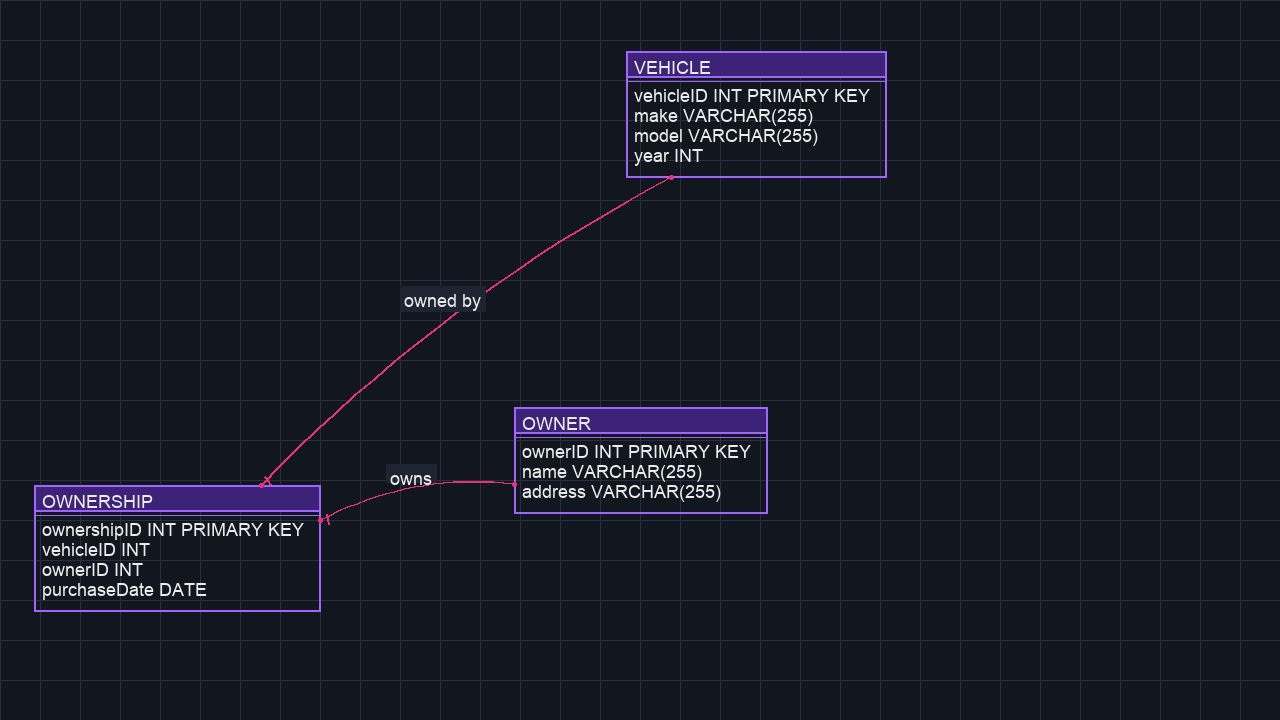 VEHICLE
vehicleID INT PRIMARY KEY
make VARCHAR(255)
model VARCHAR(255)
year INT
owned by
OWNER
ownerID INT PRIMARY KEY
name VARCHAR(255)
address VARCHAR(255)
owns
OWNERSHIP
ownershipID INT PRIMARY KEY
vehicleID INT
ownerID INT
purchaseDate DATE